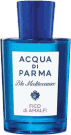 ACQUA
DI
PARMA
Blu Mediterraneo
FICO
DI AMALFI